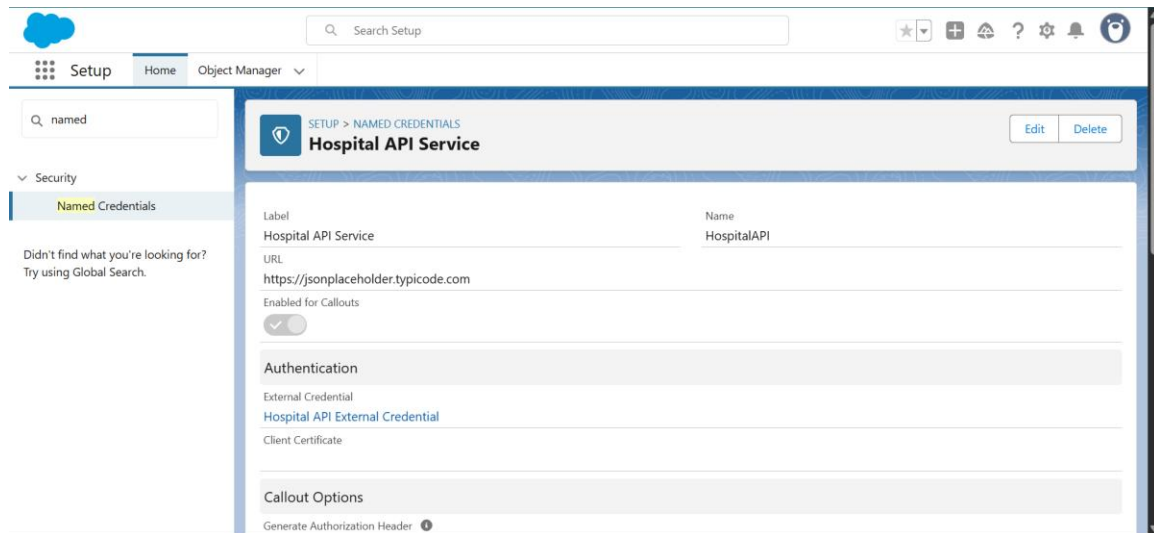 Search Setup
Setup Home Object Manager
named
SETUP > NAMED CREDENTIALS
Hospital API Service
Edit Delete
Security
Named Credentials
Didn't find what you're looking for?
Try using Global Search.
Label
Hospital API Service
Name
HospitalAPI
URL
https://jsonplaceholder.typicode.com
Enabled for Callouts
Authentication
External Credential
Hospital API External Credential
Client Certificate
Callout Options
Generate Authorization Header